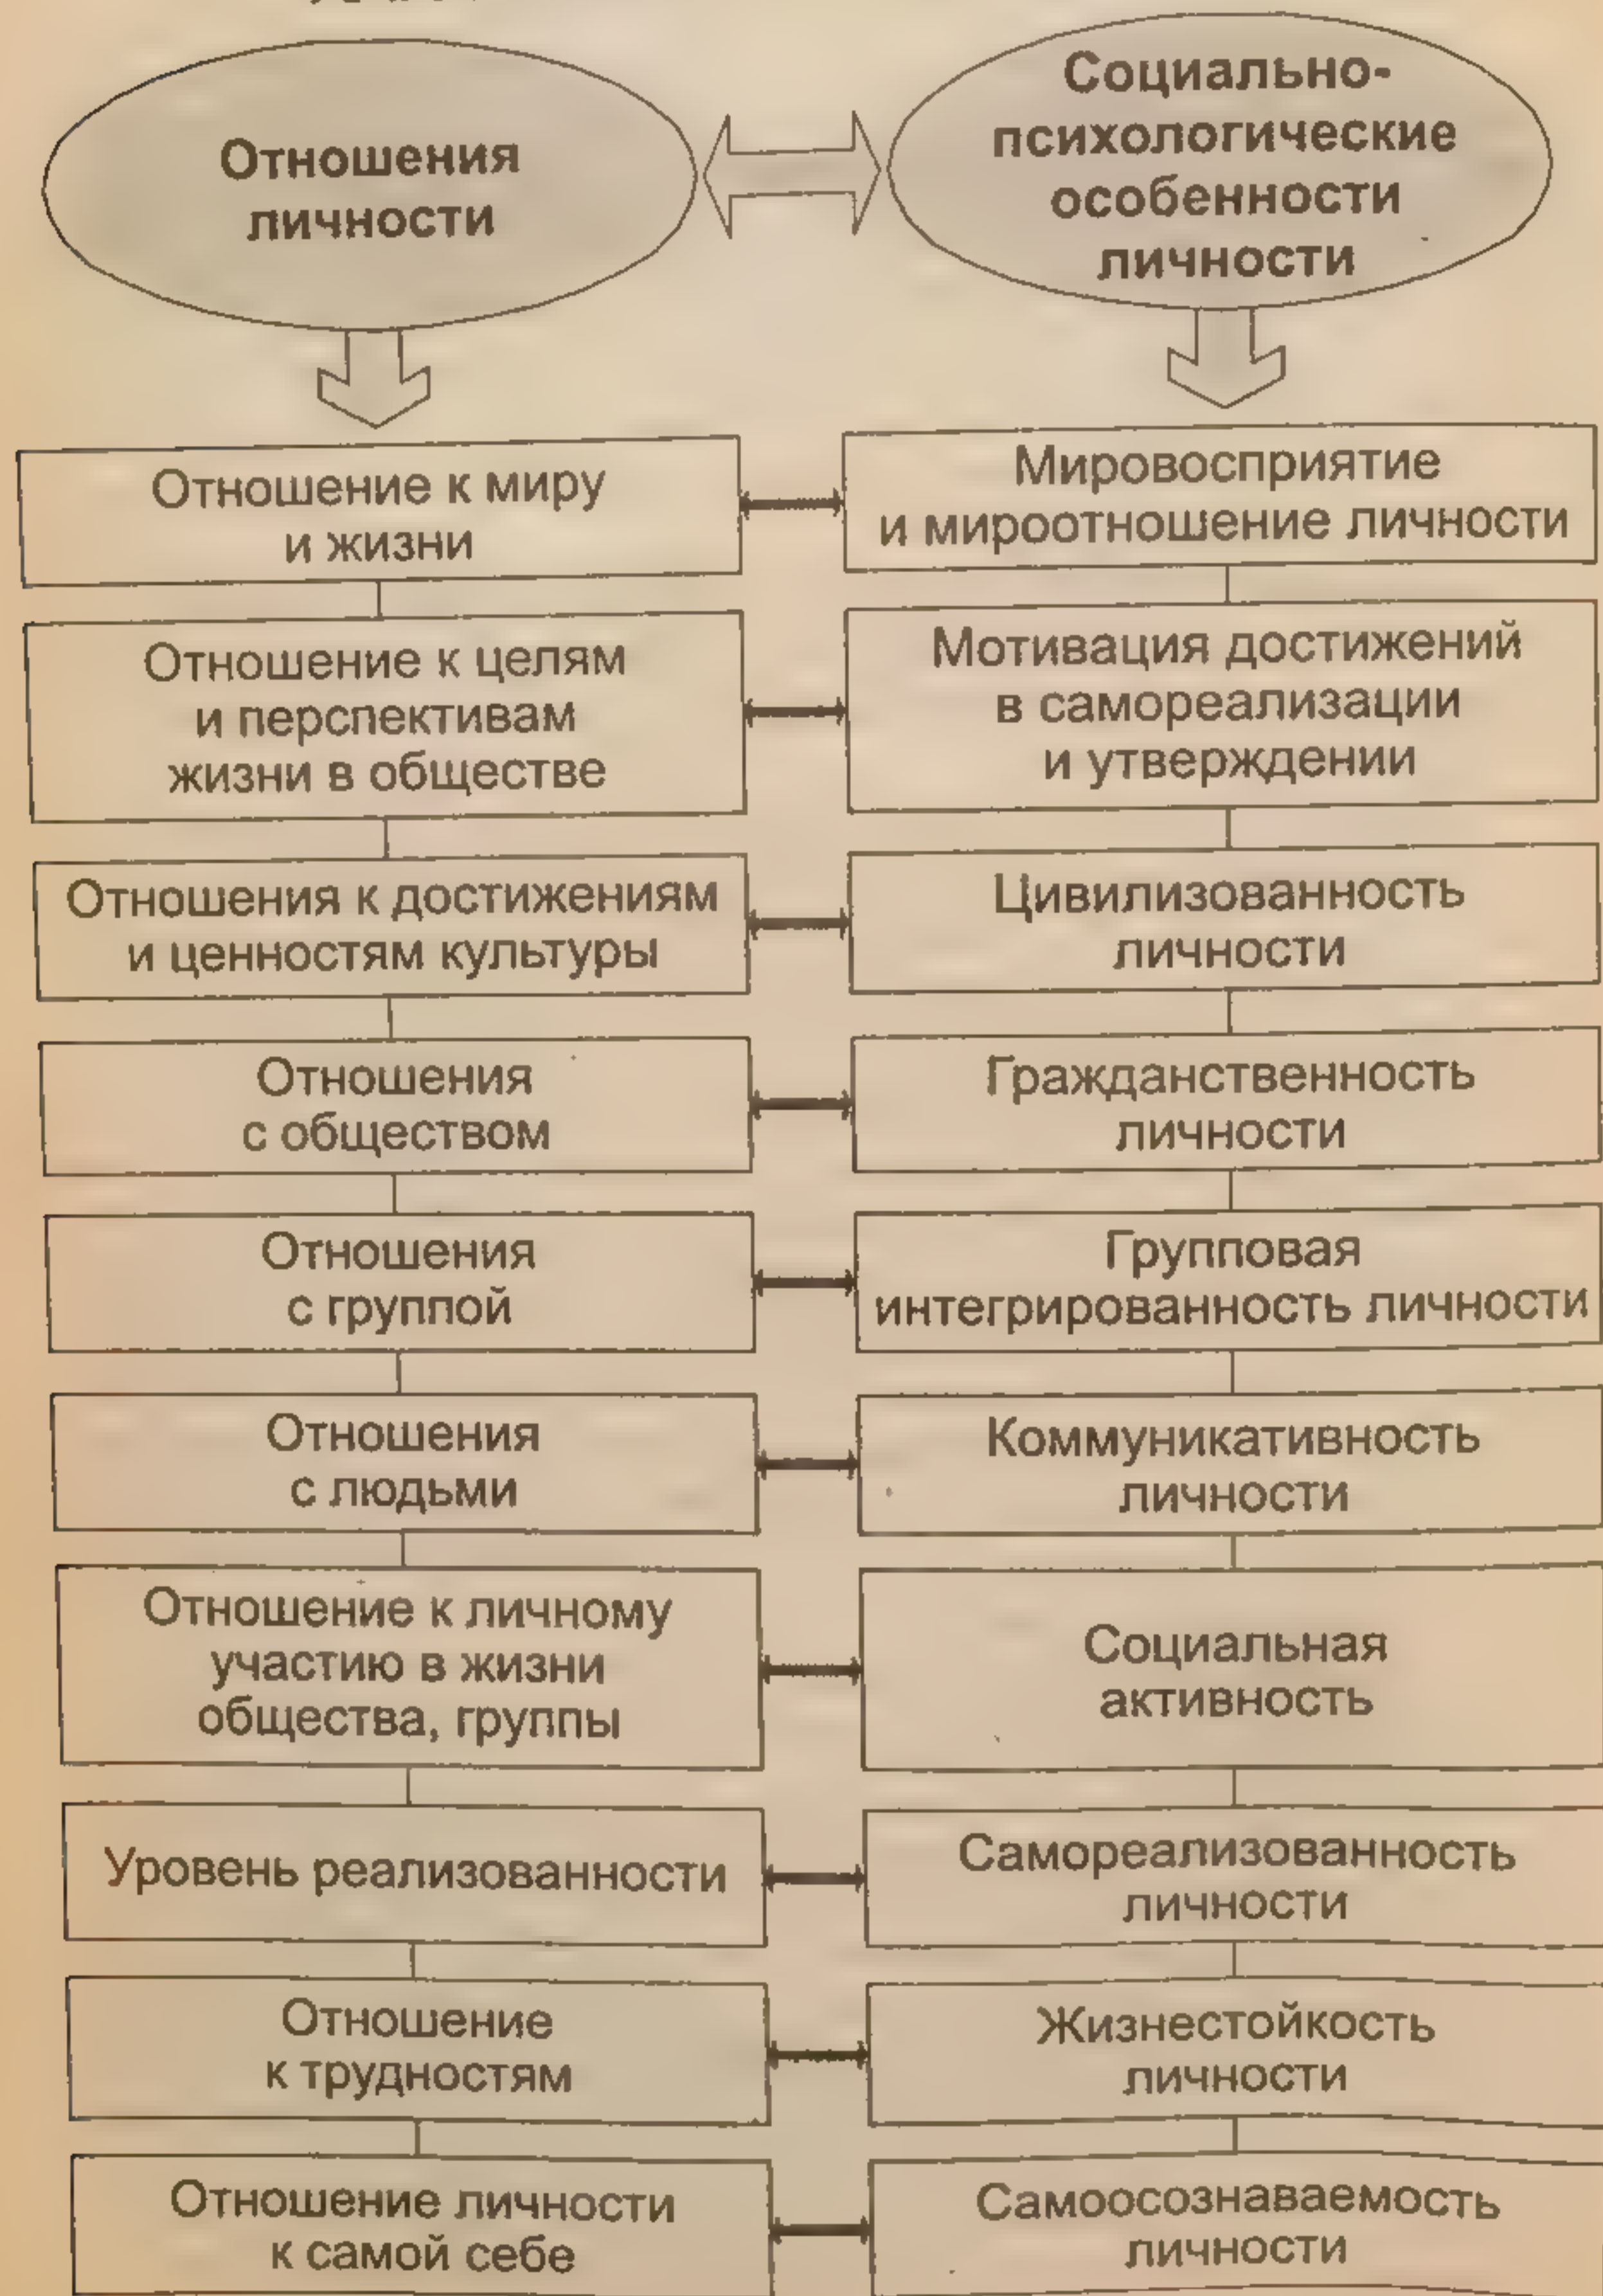 Отношения
личности
Социально-
психологические
особенности
личности
Отношение к миру
и жизни
Мировосприятие
и мироотношение личности
Отношение к целям
и перспективам
жизни в обществе
Мотивация достижений
в самореализации
и утверждении
Отношения к достижениям
и ценностям культуры
Цивилизованность
личности
Отношения
с обществом
Гражданственность
личности
Отношения
с группой
Групповая
интегрированность личности
Отношения
с людьми
Коммуникативность
личности
Отношение к личному
участию в жизни
общества, группы
Социальная
активность
Уровень реализованности
Самореализованность
личности
Отношение
к трудностям
Жизнестойкость
личности
Отношение личности
к самой себе
Самоосознаваемость
личности